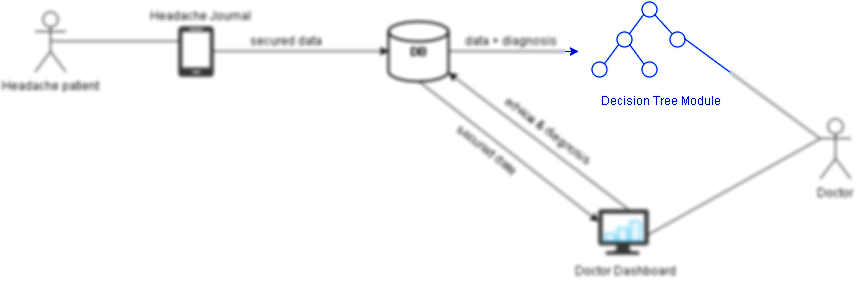 Headache Journal
secured data
DB
data + diagnosis
Headache patient
Decision Tree Module
advice & diagnosis
secured data
Doctor
Doctor Dashboard